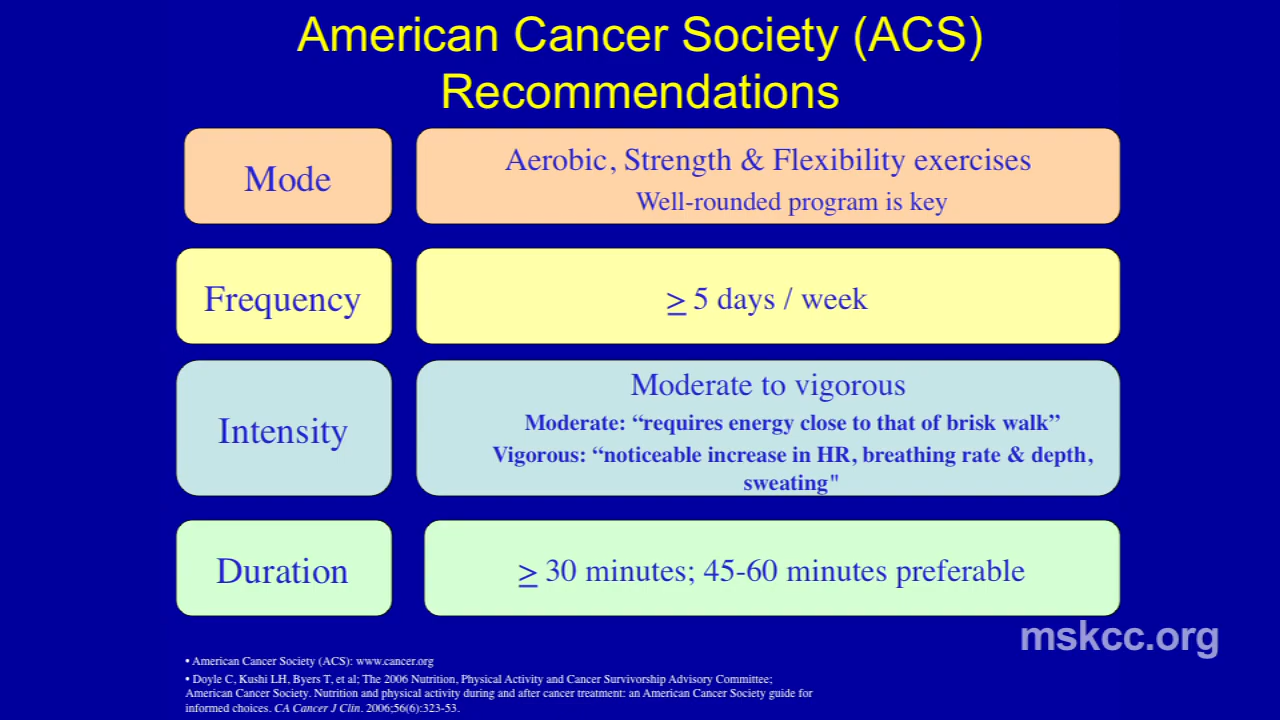 American Cancer Society (ACS)
Recommendations
Mode
Aerobic, Strength & Flexibility exercises
Well-rounded program is key
Frequency
≥ 5 days / week
Intensity
Moderate to vigorous
Moderate: “requires energy close to that of brisk walk”
Vigorous: “noticeable increase in HR, breathing rate & depth,
sweating"
Duration
≥ 30 minutes; 45-60 minutes preferable
mskcc.org
• American Cancer Society (ACS): www.cancer.org
• Doyle C, Kushi LH, Byers T, et al; The 2006 Nutrition, Physical Activity and Cancer Survivorship Advisory Committee;
American Cancer Society. Nutrition and physical activity during and after cancer treatment: an American Cancer Society guide for
informed choices. CA Cancer J Clin. 2006;56(6):323-53.